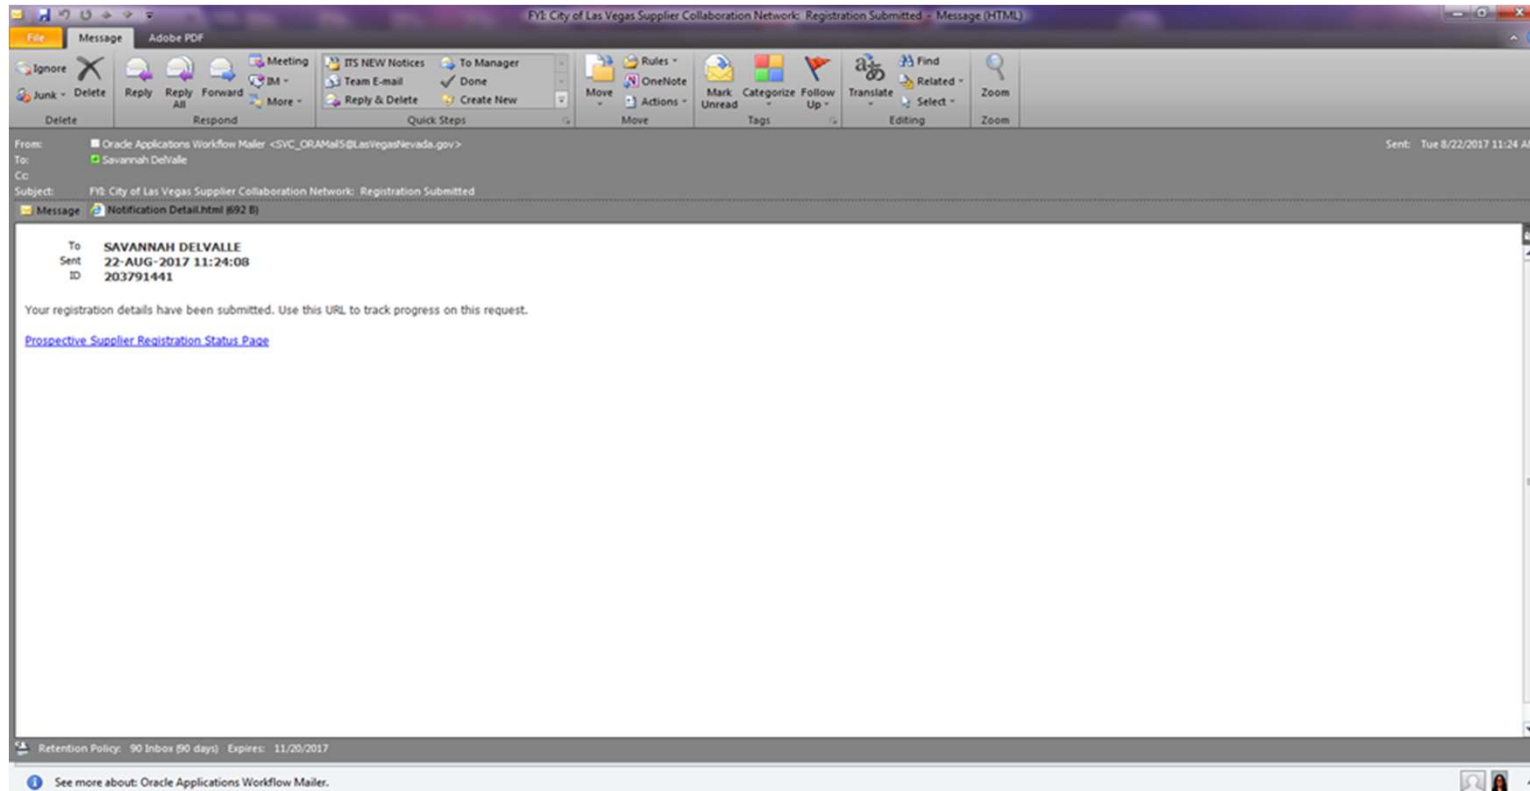 FYI: City of Las Vegas Supplier Collaboration Network: Registration Submitted - Message (HTML)
File Message Adobe PDF
Ignore
Junk
Delete
Reply
Reply All
Forward
Meeting
IM
More
ITS NEW Notices
Team E-mail
Reply & Delete
To Manager
Done
Create New
Move
Rules
OneNote
Actions
Mark Unread
Categorize
Follow Up
Translate
Find
Related
Select
Zoom
Delete Respond Quick Steps Move Tags Editing Zoom
From: Oracle Applications Workflow Mailer <SVC_ORAMail5@LasVegasNevada.gov> Sent: Tue 8/22/2017 11:24 AM
To: Savannah DelValle
Cc:
Subject: FYI: City of Las Vegas Supplier Collaboration Network: Registration Submitted
Message Notification Detail.html (692 B)
To SAVANNAH DELVALLE
Sent 22-AUG-2017 11:24:08
ID 203791441
Your registration details have been submitted. Use this URL to track progress on this request.
Prospective Supplier Registration Status Page
Retention Policy: 90 Inbox (90 days) Expires: 11/20/2017
See more about: Oracle Applications Workflow Mailer.